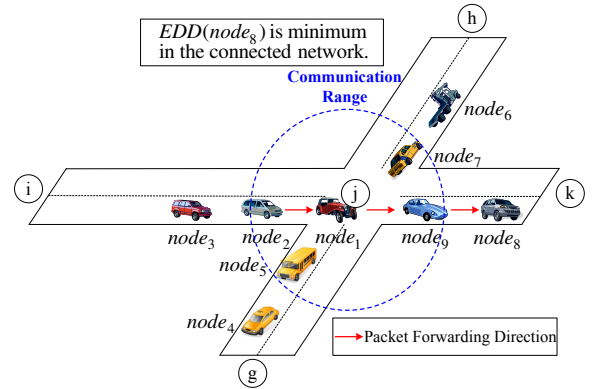 h
EDD(node8) is minimum
in the connected network.
Communication
Range
node6
node7
i
j
k
node3
node2
node1
node9
node8
node5
node4
Packet Forwarding Direction
g